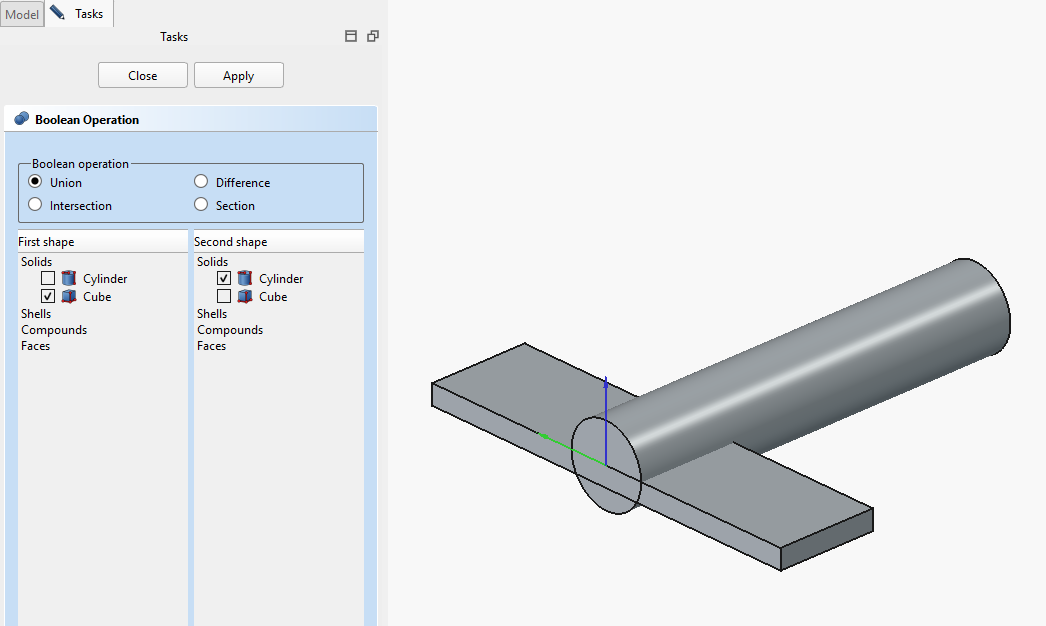 Model Tasks
Tasks
Close Apply
Boolean Operation
Boolean operation
Union Difference
Intersection Section
First shape Second shape
Solids Solids
Cylinder Cylinder
Cube Cube
Shells Shells
Compounds Compounds
Faces Faces